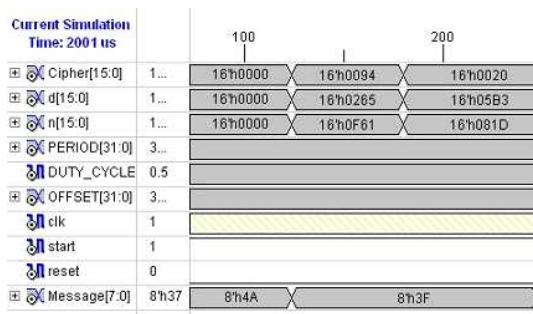 Current Simulation
Time: 2001 us
100 200
Cipher[15:0] 1... 16'h0000 16'h0094 16'h0020
d[15:0] 1... 16'h0000 16'h0265 16'h05B3
n[15:0] 1... 16'h0000 16'h0F61 16'h081D
PERIOD[31:0] 3...
DUTY_CYCLE 0.5
OFFSET[31:0] 3...
clk 1
start 1
reset 0
Message[7:0] 8'h37 8'h4A 8'h3F